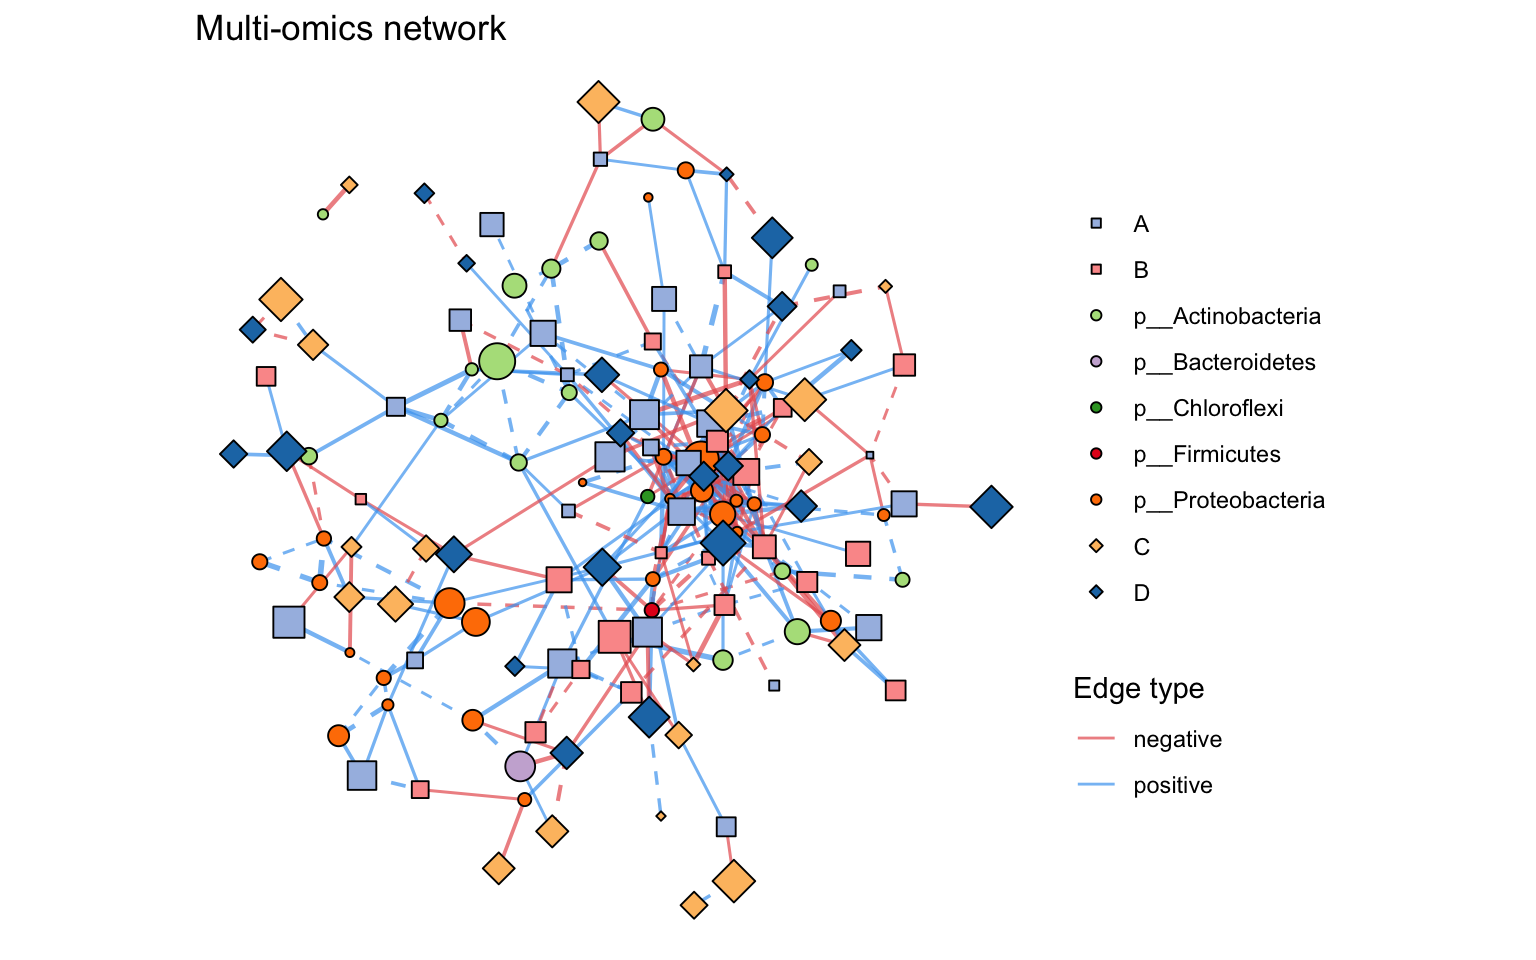 Multi-omics network
A
B
p__Actinobacteria
p__Bacteroidetes
p__Chloroflexi
p__Firmicutes
p__Proteobacteria
C
D
Edge type
negative
positive